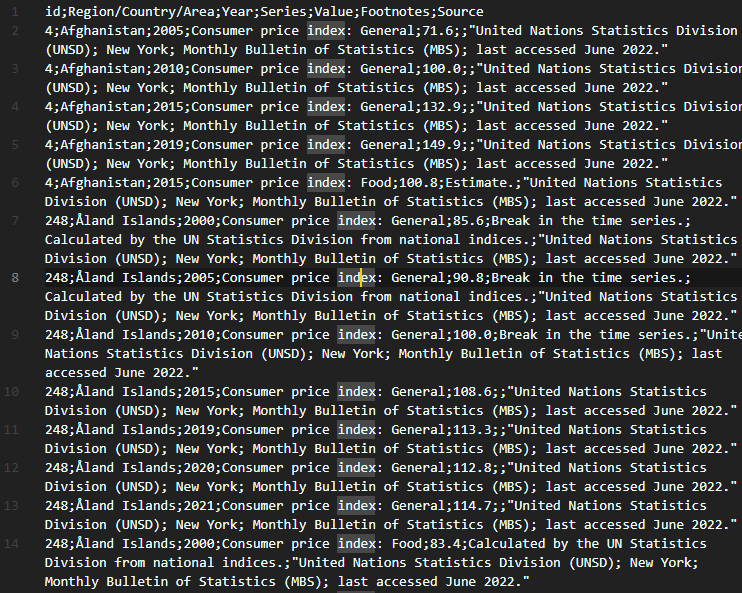 1 id;Region/Country/Area;Year;Series;Value;Footnotes;Source
2 4;Afghanistan;2005;Consumer price index: General;71.6;;"United Nations Statistics Division
(UNSD); New York; Monthly Bulletin of Statistics (MBS); last accessed June 2022."
3 4;Afghanistan;2010;Consumer price index: General;100.0;;"United Nations Statistics Division
(UNSD); New York; Monthly Bulletin of Statistics (MBS); last accessed June 2022."
4 4;Afghanistan;2015;Consumer price index: General;132.9;;"United Nations Statistics Division
(UNSD); New York; Monthly Bulletin of Statistics (MBS); last accessed June 2022."
5 4;Afghanistan;2019;Consumer price index: General;149.9;;"United Nations Statistics Division
(UNSD); New York; Monthly Bulletin of Statistics (MBS); last accessed June 2022."
6 4;Afghanistan;2015;Consumer price index: Food;100.8;Estimate.;"United Nations Statistics
Division (UNSD); New York; Monthly Bulletin of Statistics (MBS); last accessed June 2022."
7 248;Åland Islands;2000;Consumer price index: General;85.6;Break in the time series.;
Calculated by the UN Statistics Division from national indices.;"United Nations Statistics
Division (UNSD); New York; Monthly Bulletin of Statistics (MBS); last accessed June 2022."
8 248;Åland Islands;2005;Consumer price index: General;90.8;Break in the time series.;
Calculated by the UN Statistics Division from national indices.;"United Nations Statistics
Division (UNSD); New York; Monthly Bulletin of Statistics (MBS); last accessed June 2022."
9 248;Åland Islands;2010;Consumer price index: General;100.0;Break in the time series.;"Unite
Nations Statistics Division (UNSD); New York; Monthly Bulletin of Statistics (MBS); last
accessed June 2022."
10 248;Åland Islands;2015;Consumer price index: General;108.6;;"United Nations Statistics
Division (UNSD); New York; Monthly Bulletin of Statistics (MBS); last accessed June 2022."
11 248;Åland Islands;2019;Consumer price index: General;113.3;;"United Nations Statistics
Division (UNSD); New York; Monthly Bulletin of Statistics (MBS); last accessed June 2022."
12 248;Åland Islands;2020;Consumer price index: General;112.8;;"United Nations Statistics
Division (UNSD); New York; Monthly Bulletin of Statistics (MBS); last accessed June 2022."
13 248;Åland Islands;2021;Consumer price index: General;114.7;;"United Nations Statistics
Division (UNSD); New York; Monthly Bulletin of Statistics (MBS); last accessed June 2022."
14 248;Åland Islands;2000;Consumer price index: Food;83.4;Calculated by the UN Statistics
Division from national indices.;"United Nations Statistics Division (UNSD); New York;
Monthly Bulletin of Statistics (MBS); last accessed June 2022."